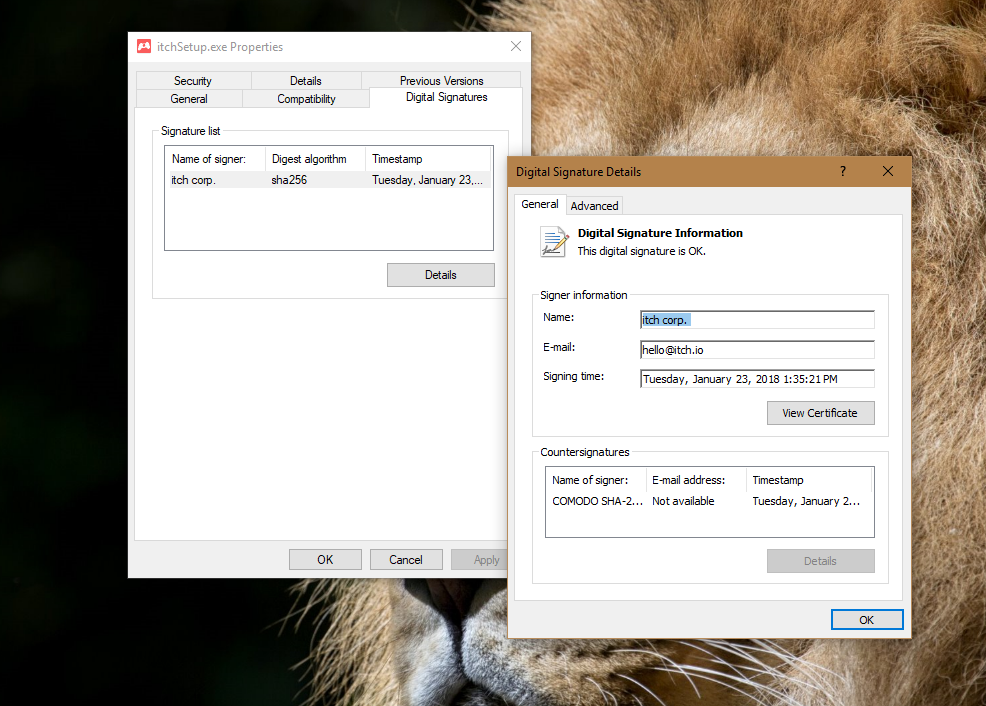 itchSetup.exe Properties
Security Details Previous Versions
General Compatibility Digital Signatures
Signature list
Name of signer: Digest algorithm Timestamp
itch corp. sha256 Tuesday, January 23,...
Details
OK Cancel Apply
Digital Signature Details ?
General Advanced
Digital Signature Information
This digital signature is OK.
Signer information
Name: itch corp.
E-mail: hello@itch.io
Signing time: Tuesday, January 23, 2018 1:35:21 PM
View Certificate
Countersignatures
Name of signer: E-mail address: Timestamp
COMODO SHA-2... Not available Tuesday, January 2...
Details
OK